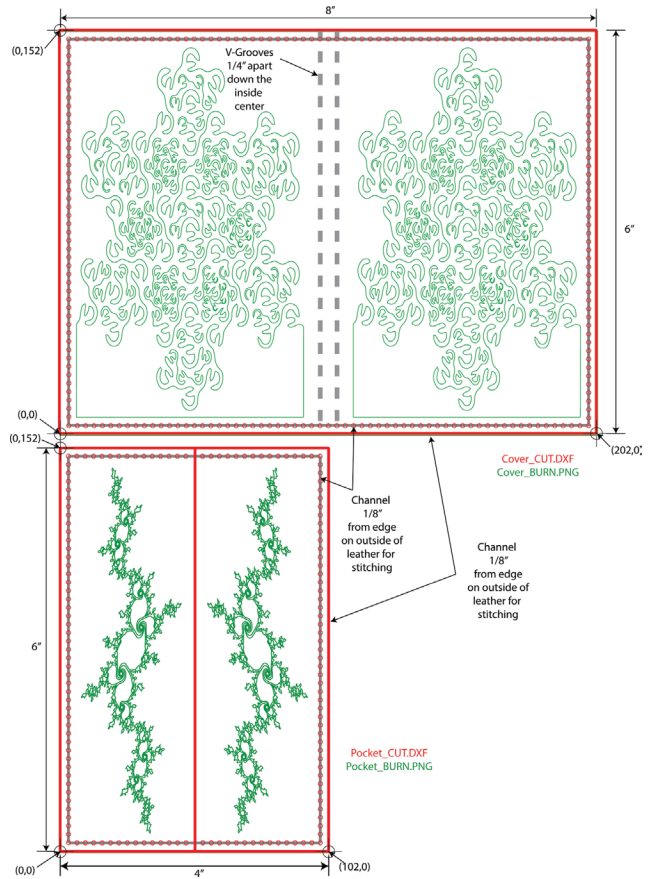 8”
(0,152)
V-Grooves
1/4” apart
down the
inside
center
6”
(0,0)
(0,152)
(202,0)
Cover_CUT.DXF
Cover_BURN.PNG
Channel
1/8”
from edge
on outside of
leather for
stitching
Channel
1/8”
from edge
on outside of
leather for
stitching
6”
Pocket_CUT.DXF
Pocket_BURN.PNG
(0,0)
4”
(102,0)